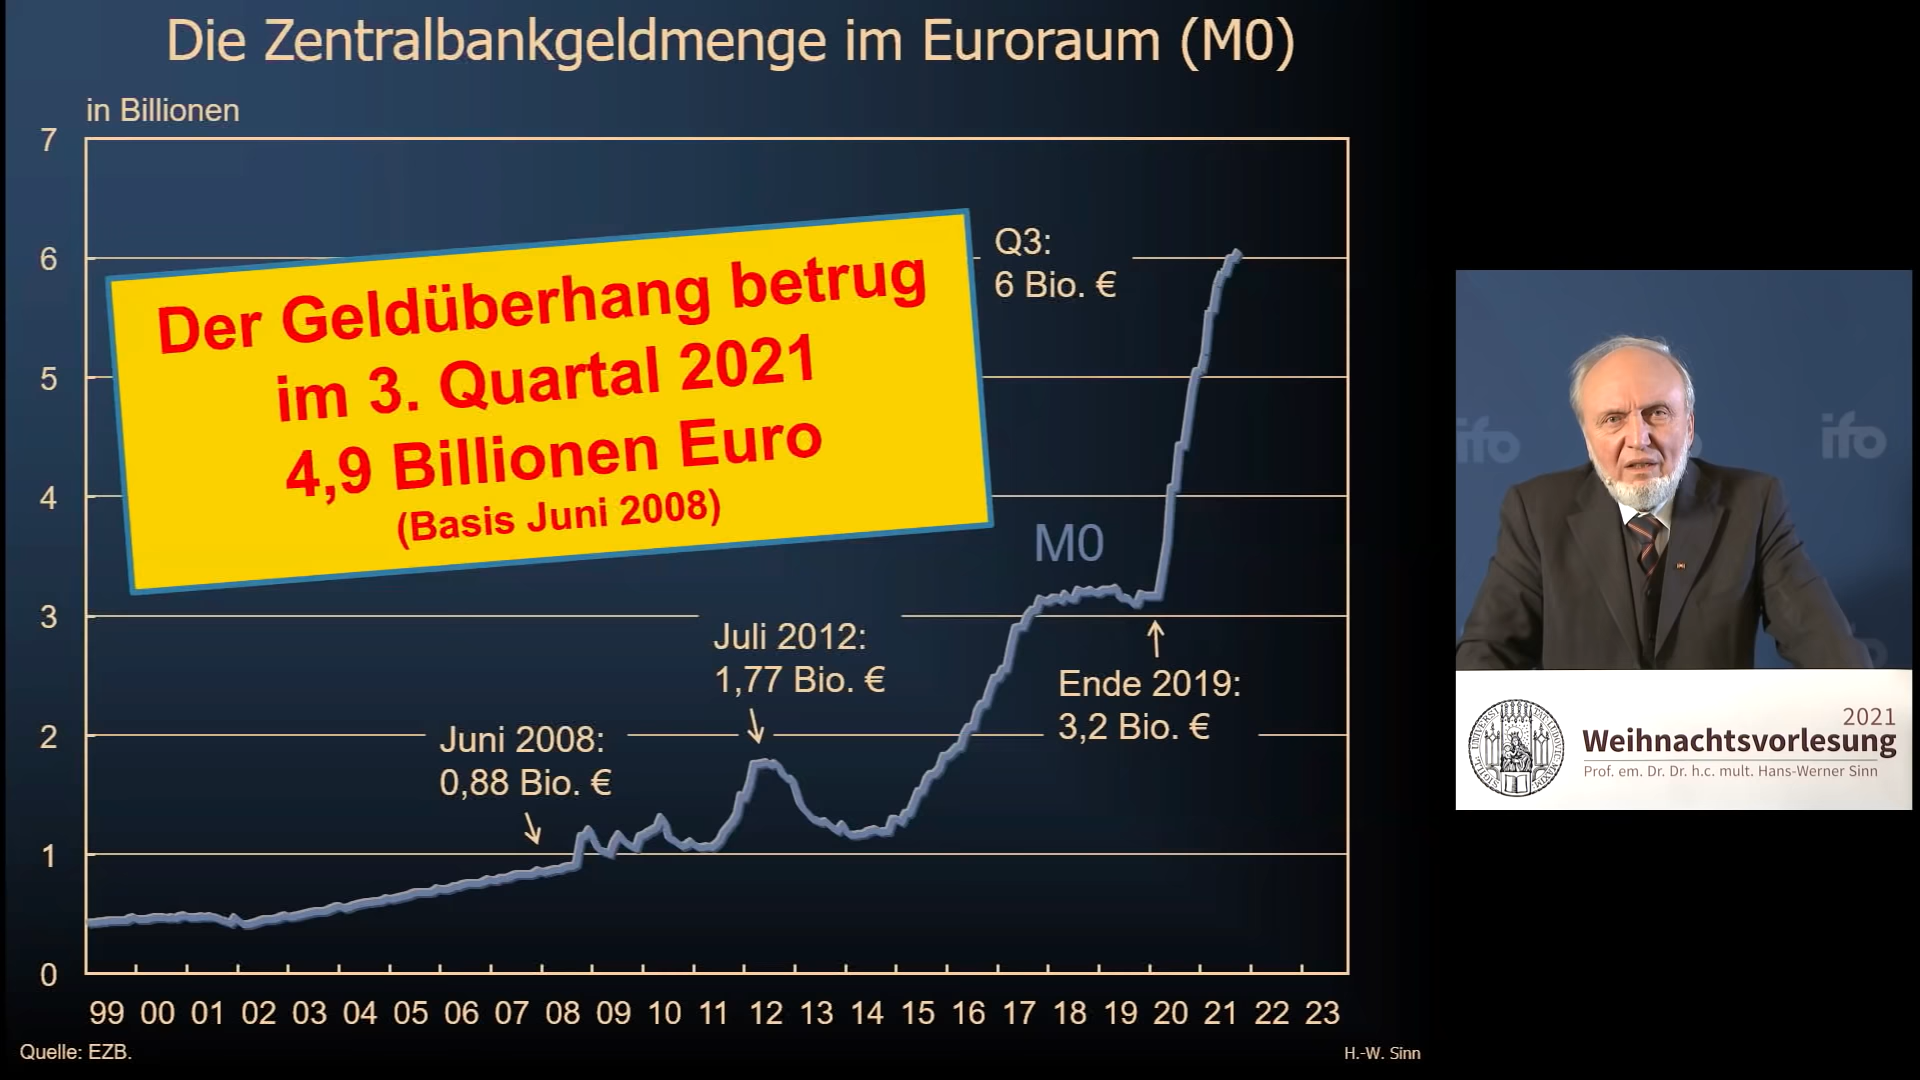 Die Zentralbankgeldmenge im Euroraum (M0)
in Billionen
7
6
5
4
3
2
1
0
Der Geldüberhang betrug
im 3. Quartal 2021
4,9 Billionen Euro
(Basis Juni 2008)
Q3:
6 Bio. €
M0
Juli 2012:
1,77 Bio. €
Ende 2019:
3,2 Bio. €
Juni 2008:
0,88 Bio. €
99 00 01 02 03 04 05 06 07 08 09 10 11 12 13 14 15 16 17 18 19 20 21 22 23
Quelle: EZB.
H.-W. Sinn
ifo
ifo
2021
Weihnachtsvorlesung
Prof. em. Dr. Dr. h.c. mult. Hans-Werner Sinn